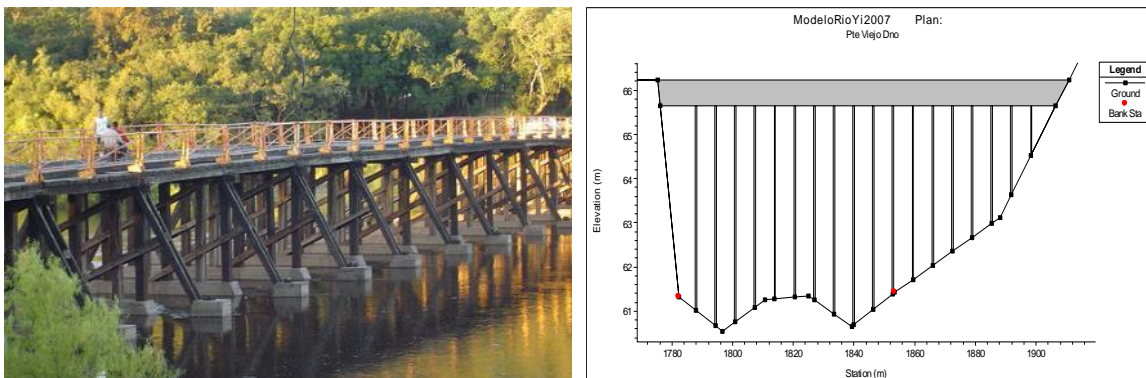 ModeloRioYi2007 Plan:
Pte Viejo Dno
Legend
Ground
Bank Sta
Elevation (m)
66
65
64
63
62
61
1780 1800 1820 1840 1860 1880 1900
Station (m)